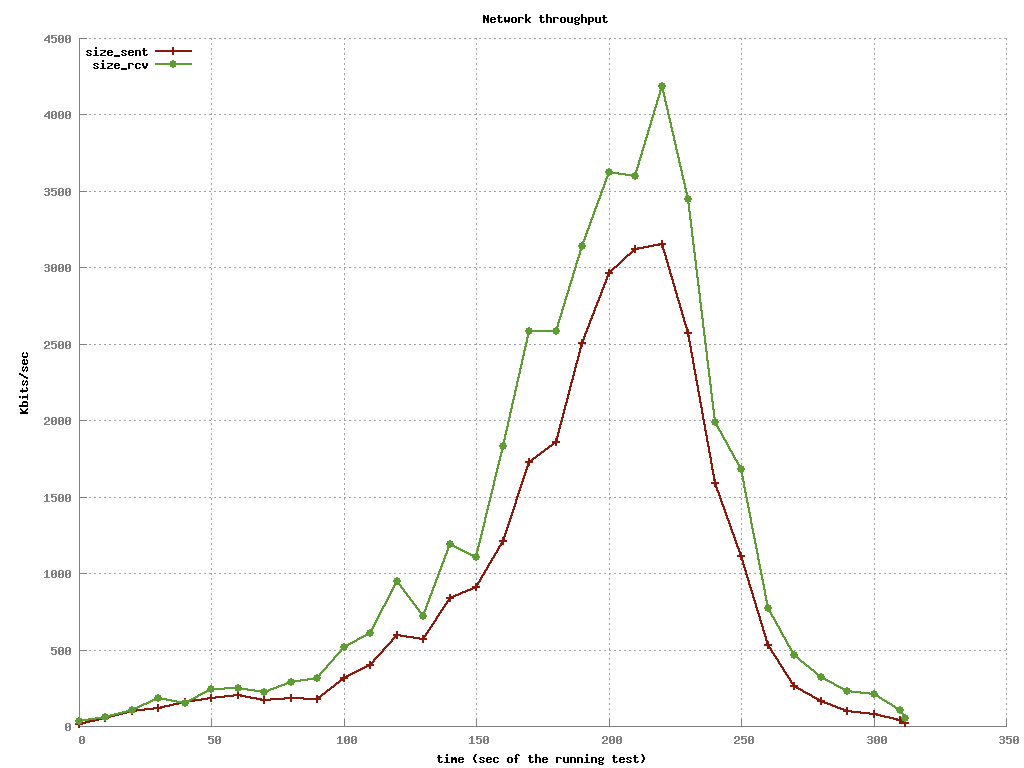 Network throughput
size_sent
size_rcv
4500
4000
3500
3000
2500
2000
1500
1000
500
0
Kbits/sec
0 50 100 150 200 250 300 350
time (sec of the running test)